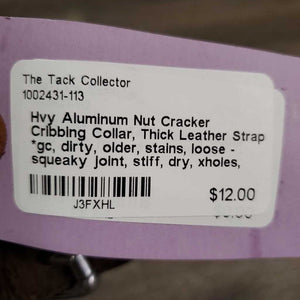 The Tack Collector
1002431-113
Hvy Aluminum Nut Cracker
Cribbing Collar, Thick Leather Strap
*gc, dirty, older, stains, loose -
squeaky joint, stiff, dry, xholes,
$12.00
J3FXHL